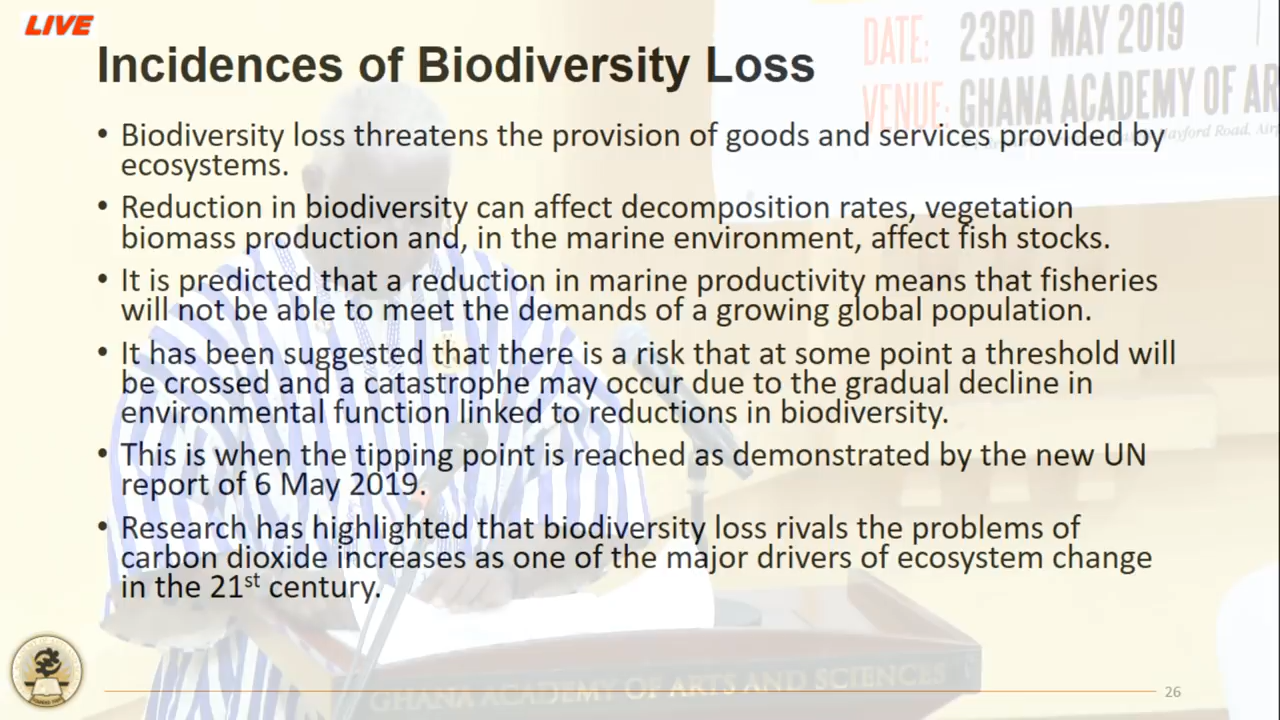 LIVE
DATE: 23RD MAY 2019
VENUE: GHANA ACADEMY OF AR
Hayford Road, Air
Incidences of Biodiversity Loss
• Biodiversity loss threatens the provision of goods and services provided by
ecosystems.
• Reduction in biodiversity can affect decomposition rates, vegetation
biomass production and, in the marine environment, affect fish stocks.
• It is predicted that a reduction in marine productivity means that fisheries
will not be able to meet the demands of a growing global population.
• It has been suggested that there is a risk that at some point a threshold will
be crossed and a catastrophe may occur due to the gradual decline in
environmental function linked to reductions in biodiversity.
• This is when the tipping point is reached as demonstrated by the new UN
report of 6 May 2019.
• Research has highlighted that biodiversity loss rivals the problems of
carbon dioxide increases as one of the major drivers of ecosystem change
in the 21st century.
GHANA ACADEMY OF ARTS AND SCIENCES
26